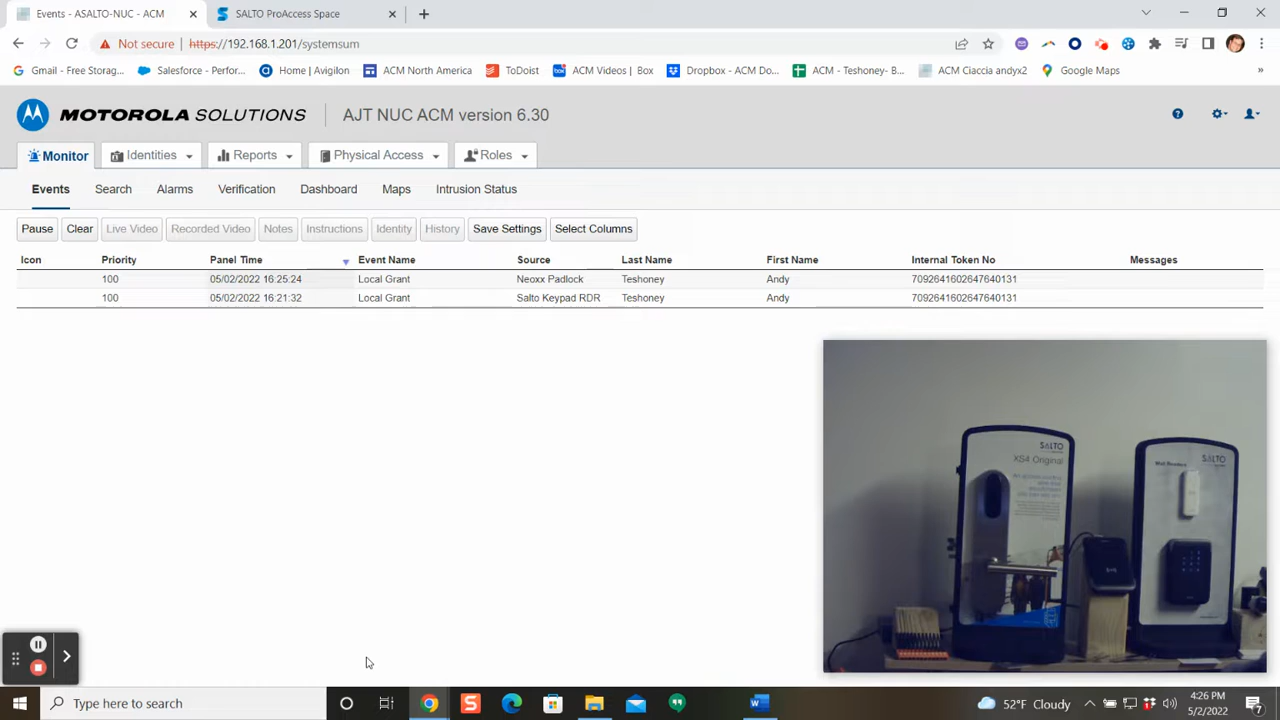 Events - ASALTO-NUC - ACM
SALTO ProAccess Space
Not secure
https://192.168.1.201/systemsum
Gmail - Free Storag...
Salesforce - Perfor...
Home | Avigilon
ACM North America
ToDoist
ACM Videos | Box
Dropbox - ACM Do...
ACM - Teshoney- B...
ACM Ciaccia andyx2
Google Maps
MOTOROLA SOLUTIONS
AJT NUC ACM version 6.30
Monitor Identities Reports Physical Access Roles
Events Search Alarms Verification Dashboard Maps Intrusion Status
Pause Clear Live Video Recorded Video Notes Instructions Identity History Save Settings Select Columns
Icon Priority Panel Time Event Name Source Last Name First Name Internal Token No Messages
100 05/02/2022 16:25:24 Local Grant Neoxx Padlock Teshoney Andy 7092641602647640131
100 05/02/2022 16:21:32 Local Grant Salto Keypad RDR Teshoney Andy 7092641602647640131
SALTO
XS4 Original
SALTO
Wall Readers
Type here to search
52°F Cloudy
4:26 PM
5/2/2022
7